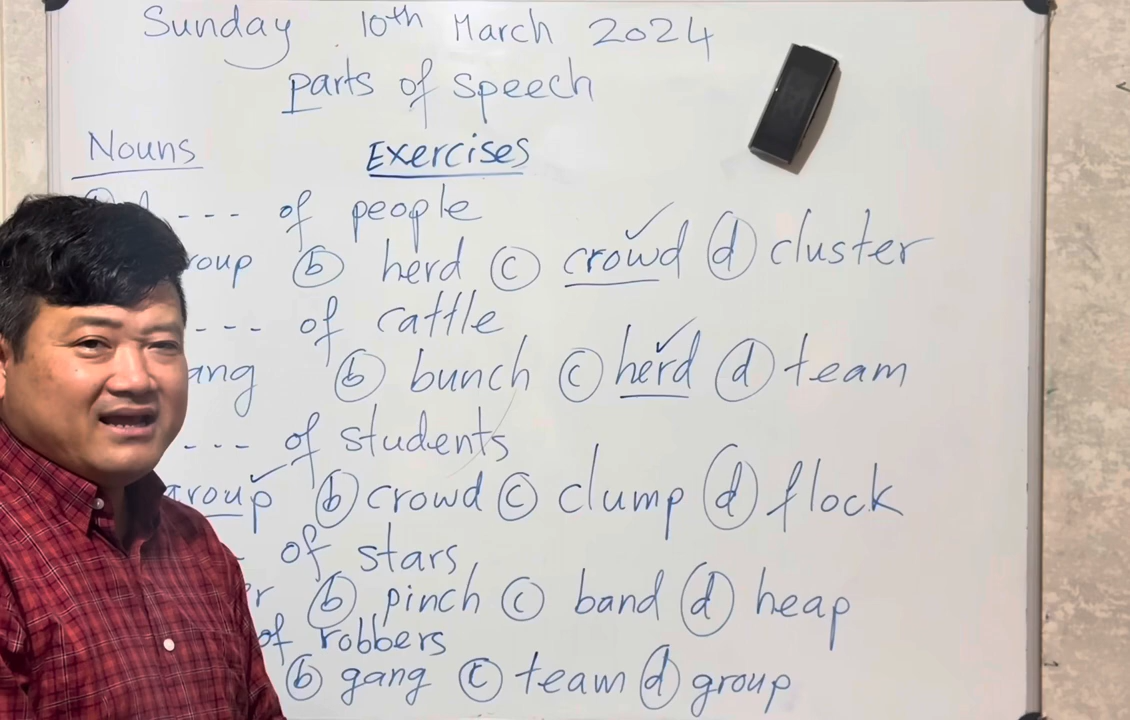 Sunday 10th March 2024
parts of speech
Nouns Exercises
--- of people
roup (b) herd (c) crowd (d) cluster
--- of cattle
ang (b) bunch (c) herd (d) team
--- of students
roup (b) crowd (c) clump (d) flock
- of stars
r (b) pinch (c) band (d) heap
of robbers
(b) gang (c) team (d) group